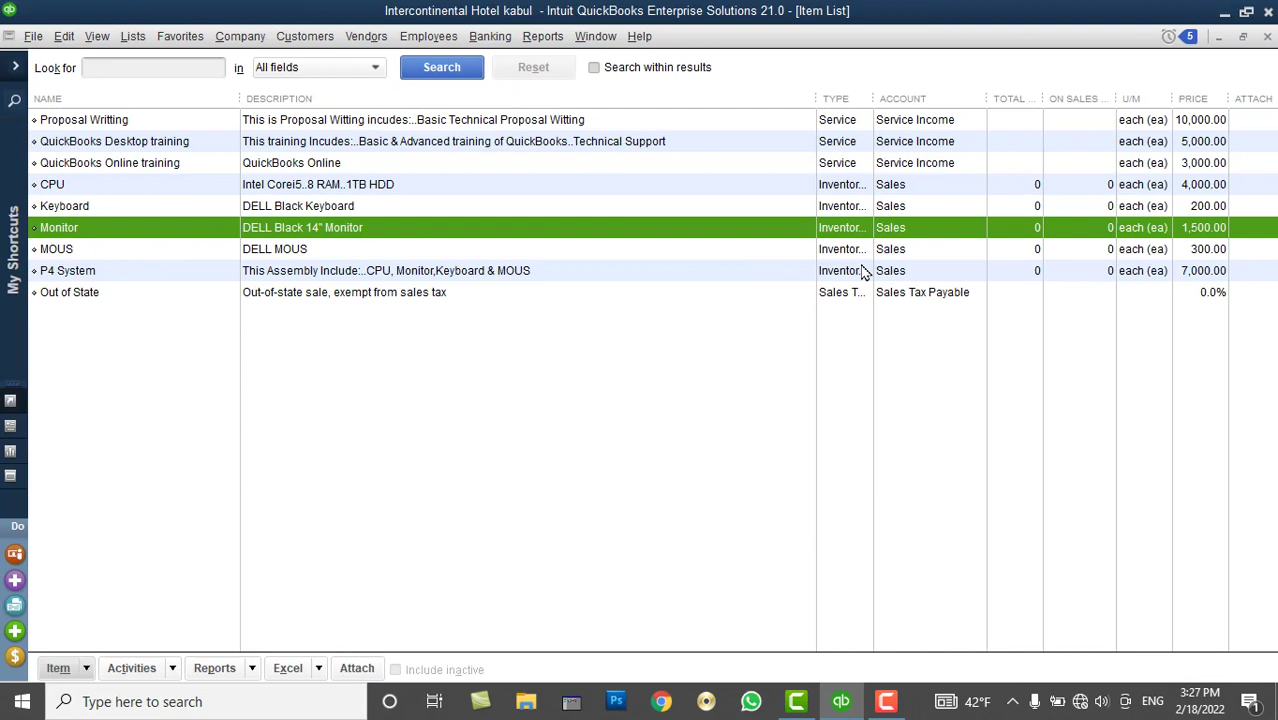 Intercontinental Hotel kabul - Intuit QuickBooks Enterprise Solutions 21.0 - [Item List]
File Edit View Lists Favorites Company Customers Vendors Employees Banking Reports Window Help 5
Look for in All fields Search Reset Search within results
NAME DESCRIPTION TYPE ACCOUNT TOTAL ... ON SALES ... U/M PRICE ATTACH
Proposal Writting This is Proposal Witting incudes:..Basic Technical Proposal Witting Service Service Income each (ea) 10,000.00
QuickBooks Desktop training This training Incudes:..Basic & Advanced training of QuickBooks..Technical Support Service Service Income each (ea) 5,000.00
QuickBooks Online training QuickBooks Online Service Service Income each (ea) 3,000.00
CPU Intel Corei5..8 RAM..1TB HDD Inventor... Sales 0 0 each (ea) 4,000.00
Keyboard DELL Black Keyboard Inventor... Sales 0 0 each (ea) 200.00
Monitor DELL Black 14" Monitor Inventor... Sales 0 0 each (ea) 1,500.00
MOUS DELL MOUS Inventor... Sales 0 0 each (ea) 300.00
P4 System This Assembly Include:..CPU, Monitor,Keyboard & MOUS Inventor... Sales 0 0 each (ea) 7,000.00
Out of State Out-of-state sale, exempt from sales tax Sales T... Sales Tax Payable 0.0%
My Shortcuts
Do
Item Activities Reports Excel Attach Include inactive
Type here to search 42°F ENG 3:27 PM
2/18/2022 1